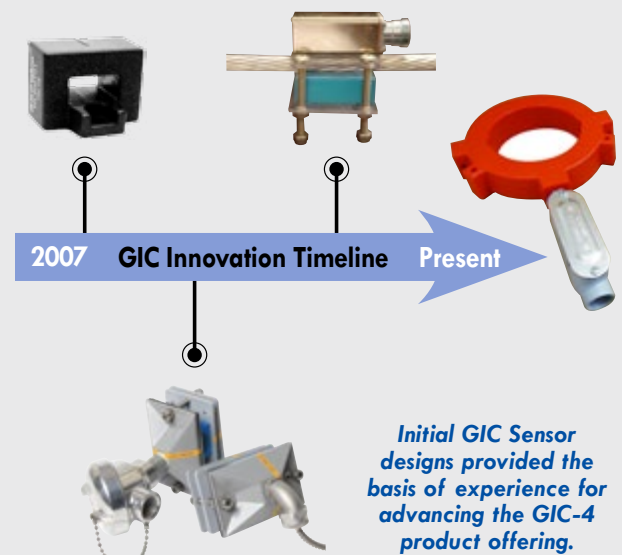 2007 GIC Innovation Timeline Present
Initial GIC Sensor
designs provided the
basis of experience for
advancing the GIC-4
product offering.